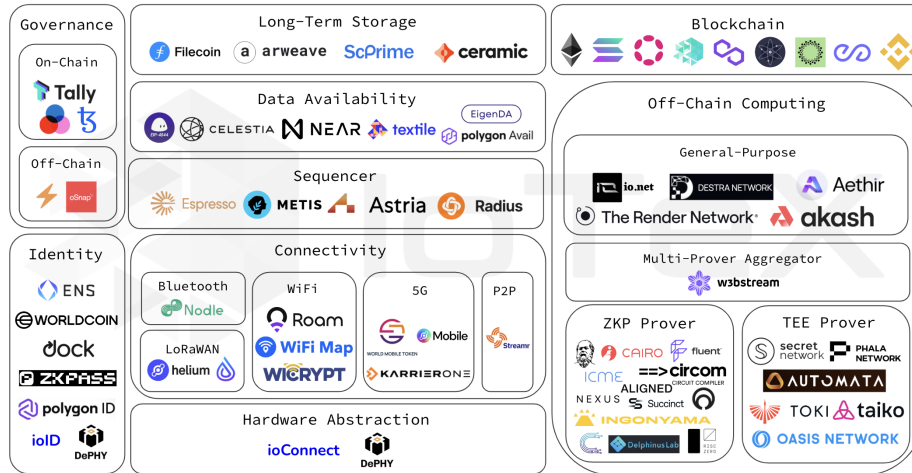 Governance
On-Chain
Tally
Off-Chain
oSnap
Identity
ENS
WORLDCOIN
dock
ZKPASS
polygon ID
ioID
DePHY
Long-Term Storage
Filecoin
arweave
ScPrime
ceramic
Data Availability
EIP-4844
CELESTIA
NEAR
textile
EigenDA
polygon Avail
Sequencer
Espresso
METIS
Astria
Radius
Connectivity
Bluetooth
Nodle
LoRaWAN
helium
WiFi
Roam
WiFi Map
WICRYPT
5G
WORLD MOBILE TOKEN
Mobile
KARRIERONE
P2P
Streamr
Hardware Abstraction
ioConnect
DePHY
Blockchain
Off-Chain Computing
General-Purpose
io.net
DESTRA NETWORK
Aethir
The Render Network
akash
Multi-Prover Aggregator
w3bstream
ZKP Prover
CAIRO
fluent
ICME
==>circom
CIRCUIT COMPILER
NEXUS
ALIGNED
Succinct
INGONYAMA
DelphinusLab
RISC
ZERO
TEE Prover
secret
network
PHALA
NETWORK
AUTOMATA
TOKI
taiko
OASIS NETWORK
IoTeX